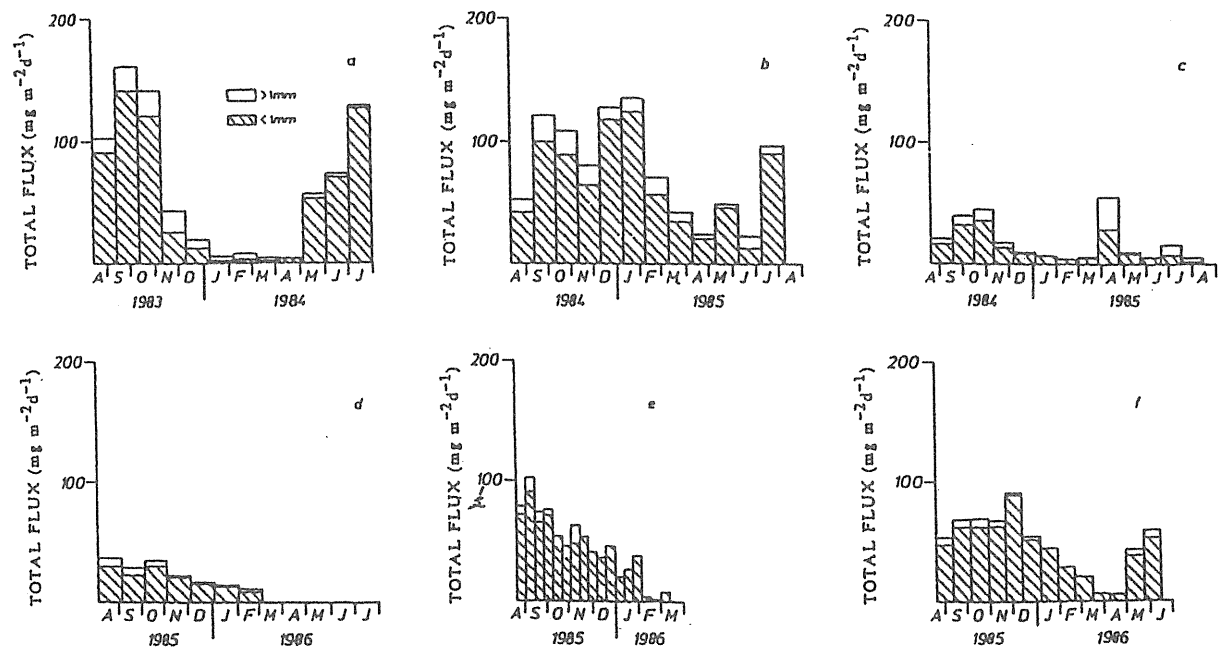 200
100
TOTAL FLUX (mg m⁻²d⁻¹)
a
>1mm
<1mm
A S O N D J F M A M J J
1983 1984
200
100
TOTAL FLUX (mg m⁻²d⁻¹)
b
A S O N D J F M A M J J A
1984 1985
200
100
TOTAL FLUX (mg m⁻²d⁻¹)
c
A S O N D J F M A M J J A
1984 1985
200
100
TOTAL FLUX (mg m⁻²d⁻¹)
d
A S O N D J F M A M J J
1985 1986
200
100
TOTAL FLUX (mg m⁻²d⁻¹)
e
A S O N D J F M
1985 1986
200
100
TOTAL FLUX (mg m⁻²d⁻¹)
f
A S O N D J F M A M J J
1985 1986